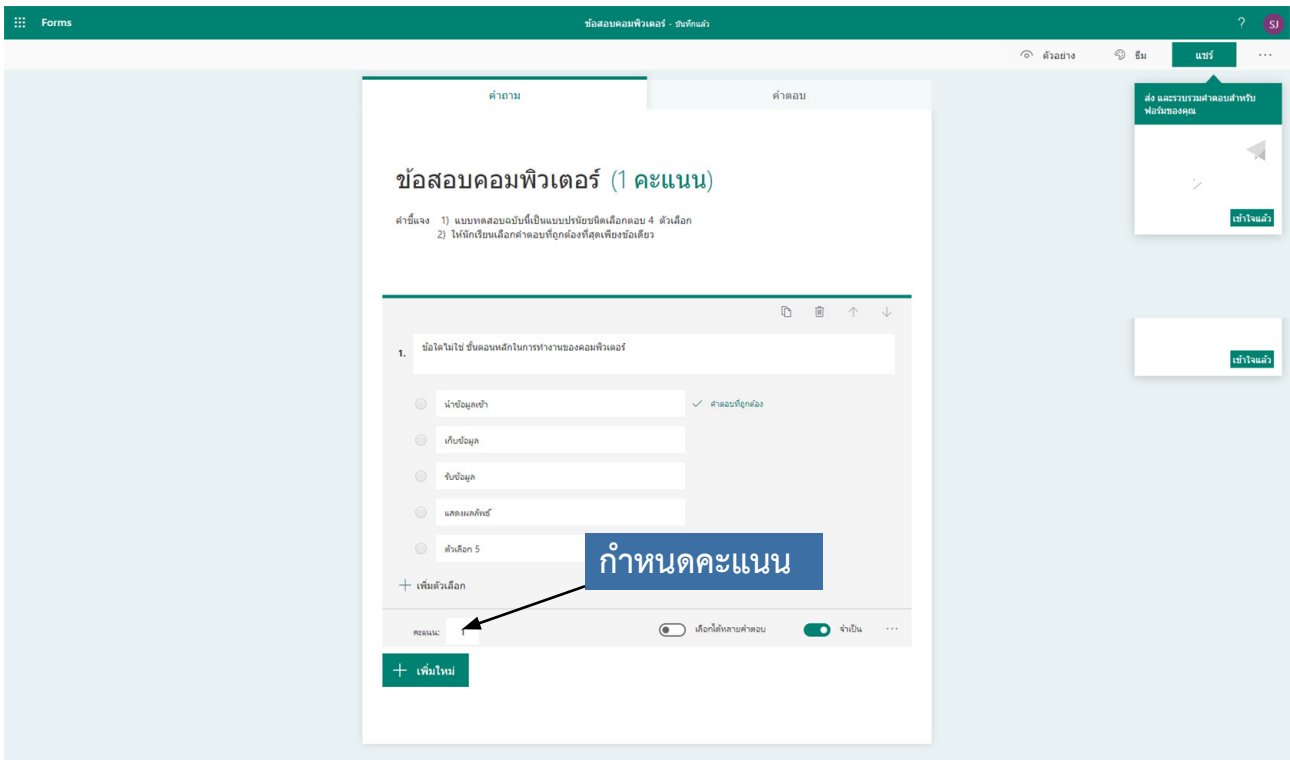 Forms
ข้อสอบคอมพิวเตอร์ - บันทึกแล้ว
? SJ
ตัวอย่าง ธีม แชร์ ...
คำถาม คำตอบ
ส่ง และรวบรวมคำตอบสำหรับ
ฟอร์มของคุณ
เข้าใจแล้ว
ข้อสอบคอมพิวเตอร์ (1 คะแนน)
คำชี้แจง 1) แบบทดสอบฉบับนี้เป็นแบบปรนัยชนิดเลือกตอบ 4 ตัวเลือก
2) ให้นักเรียนเลือกคำตอบที่ถูกต้องที่สุดเพียงข้อเดียว
1. ข้อใดไม่ใช่ ขั้นตอนหลักในการทำงานของคอมพิวเตอร์
เข้าใจแล้ว
นำข้อมูลเข้า คำตอบที่ถูกต้อง
เก็บข้อมูล
รับข้อมูล
แสดงผลลัพธ์
ตัวเลือก 5
กำหนดคะแนน
เพิ่มตัวเลือก
คะแนน: 1 เลือกได้หลายคำตอบ จำเป็น ...
เพิ่มใหม่